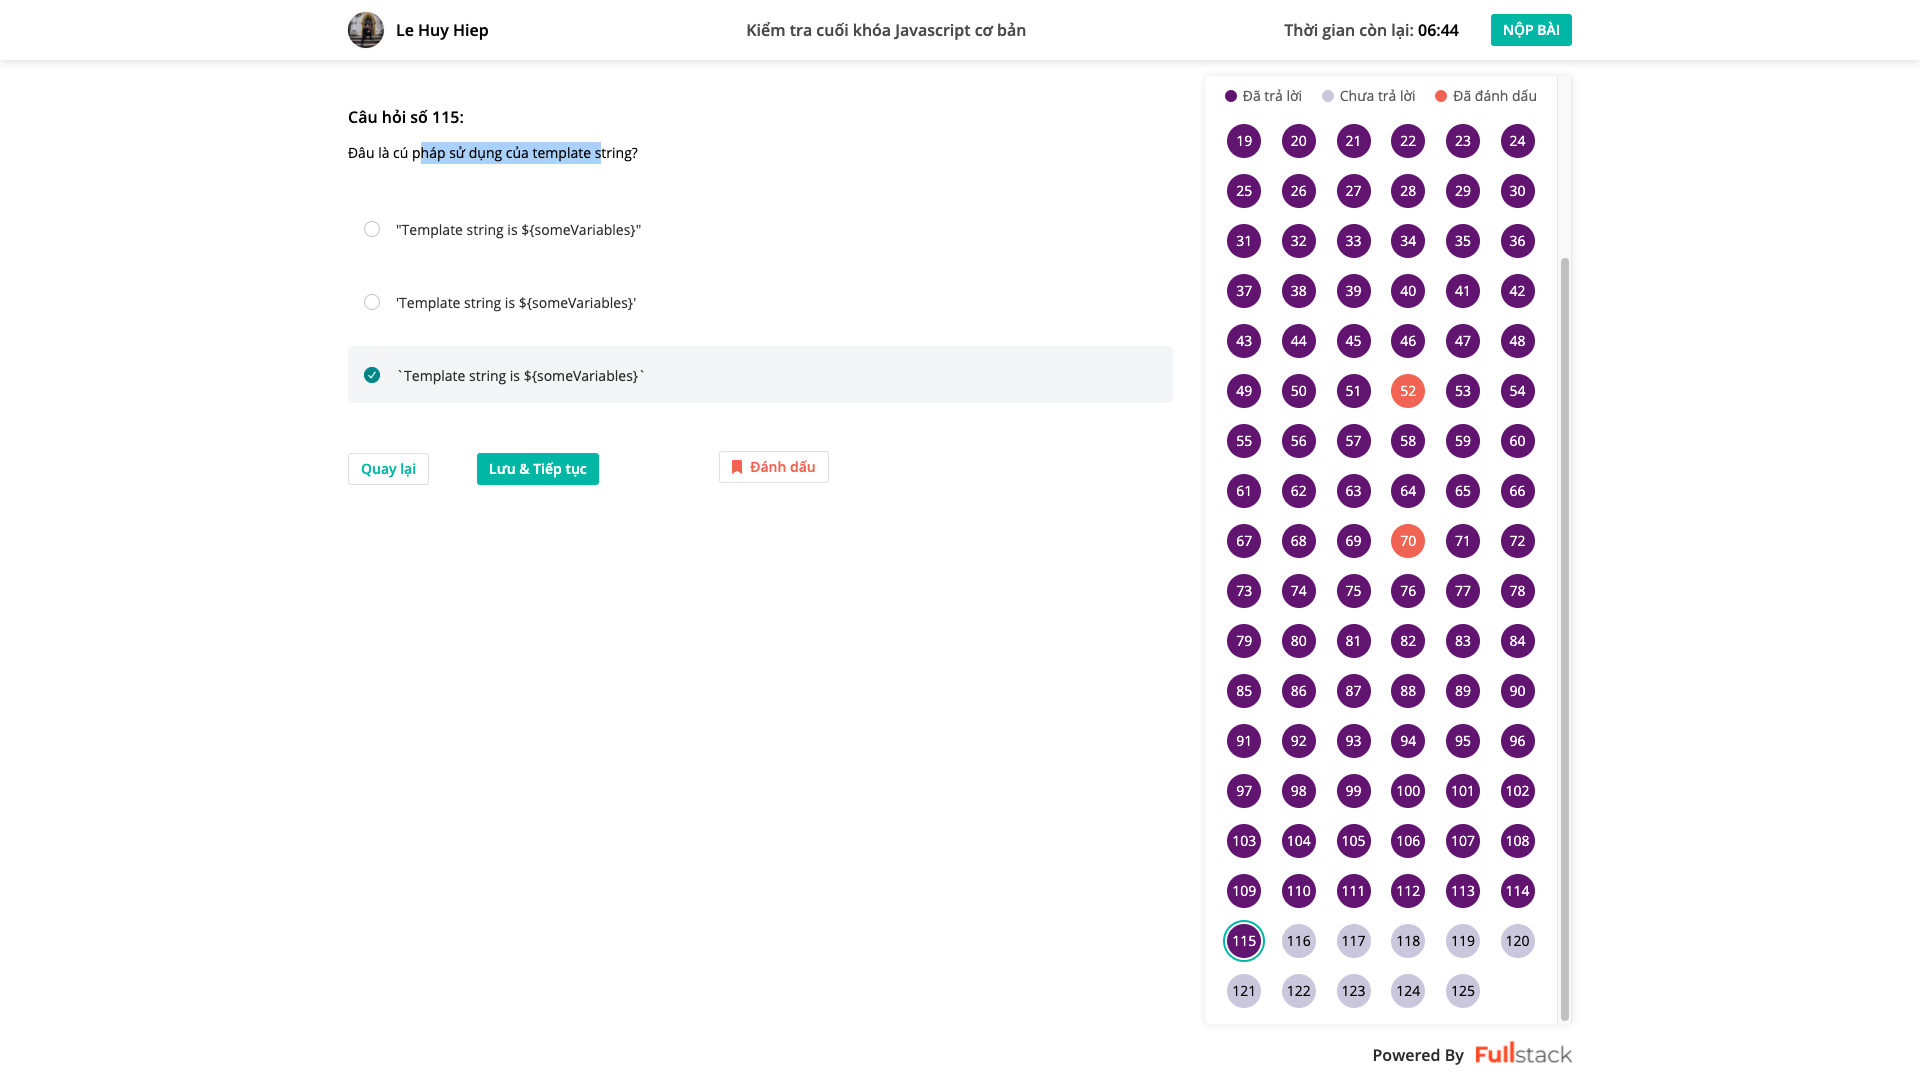 Le Huy Hiep
Kiểm tra cuối khóa Javascript cơ bản
Thời gian còn lại: 06:44
NỘP BÀI
Câu hỏi số 115:
Đâu là cú pháp sử dụng của template string?
"Template string is ${someVariables}"
'Template string is ${someVariables}'
`Template string is ${someVariables}`
Quay lại
Lưu & Tiếp tục
Đánh dấu
Đã trả lời Chưa trả lời Đã đánh dấu
19 20 21 22 23 24
25 26 27 28 29 30
31 32 33 34 35 36
37 38 39 40 41 42
43 44 45 46 47 48
49 50 51 52 53 54
55 56 57 58 59 60
61 62 63 64 65 66
67 68 69 70 71 72
73 74 75 76 77 78
79 80 81 82 83 84
85 86 87 88 89 90
91 92 93 94 95 96
97 98 99 100 101 102
103 104 105 106 107 108
109 110 111 112 113 114
115 116 117 118 119 120
121 122 123 124 125
Powered By Fullstack